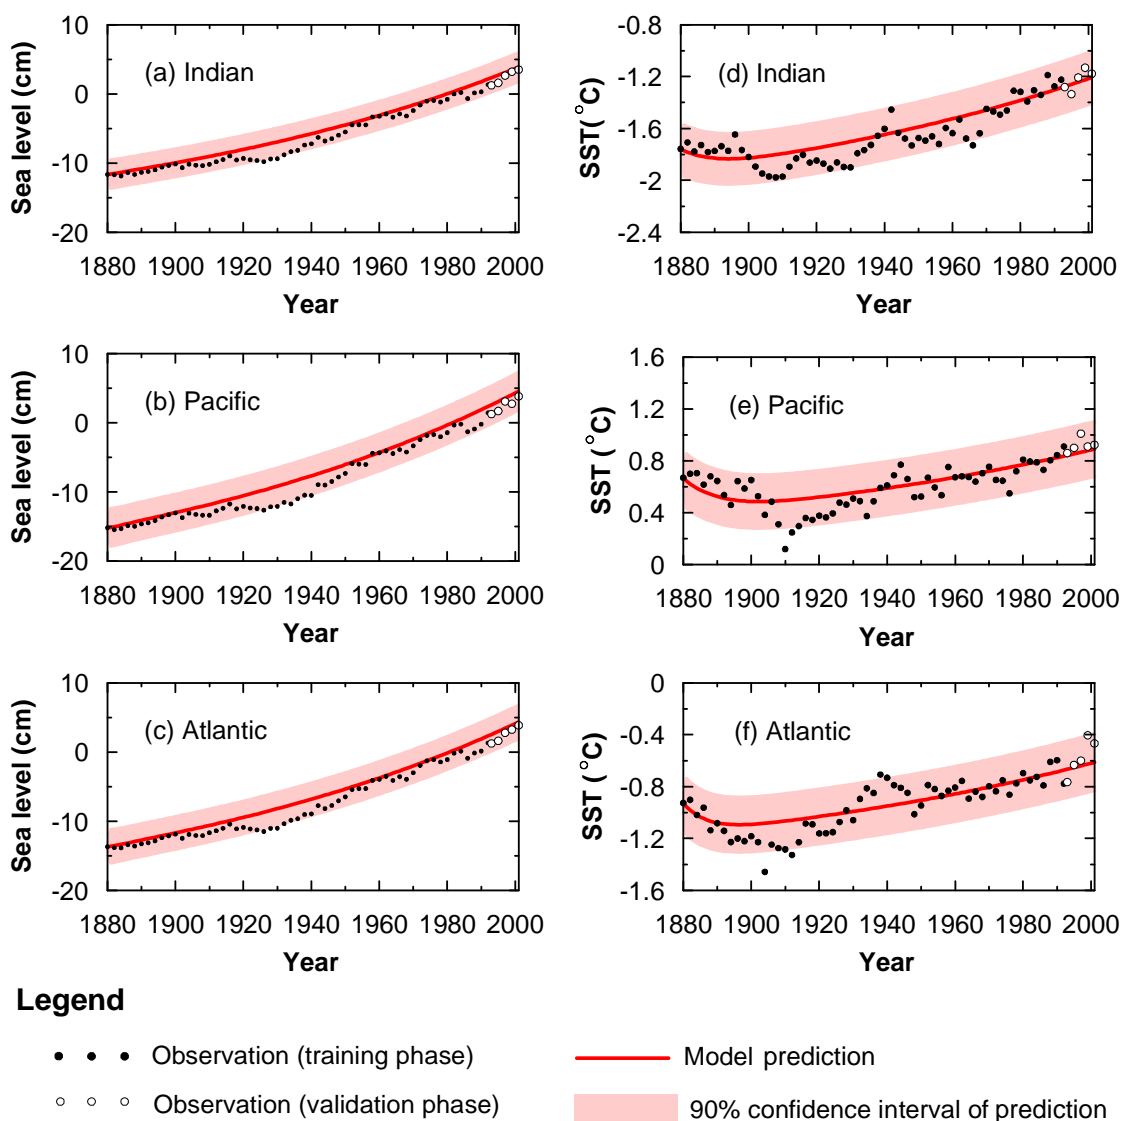 10
0
-10
-20
Sea level (cm)
(a) Indian
1880 1900 1920 1940 1960 1980 2000
Year
-0.8
-1.2
-1.6
-2
-2.4
SST(°C)
(d) Indian
1880 1900 1920 1940 1960 1980 2000
Year
10
0
-10
-20
Sea level (cm)
(b) Pacific
1880 1900 1920 1940 1960 1980 2000
Year
1.6
1.2
0.8
0.4
0
SST (°C)
(e) Pacific
1880 1900 1920 1940 1960 1980 2000
Year
10
0
-10
-20
Sea level (cm)
(c) Atlantic
1880 1900 1920 1940 1960 1980 2000
Year
0
-0.4
-0.8
-1.2
-1.6
SST (°C)
(f) Atlantic
1880 1900 1920 1940 1960 1980 2000
Year
Legend
Observation (training phase)
Model prediction
Observation (validation phase)
90% confidence interval of prediction